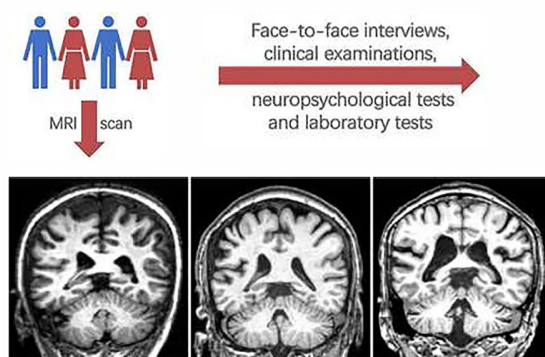 Face-to-face interviews,
clinical examinations,
neuropsychological tests
and laboratory tests
MRI scan